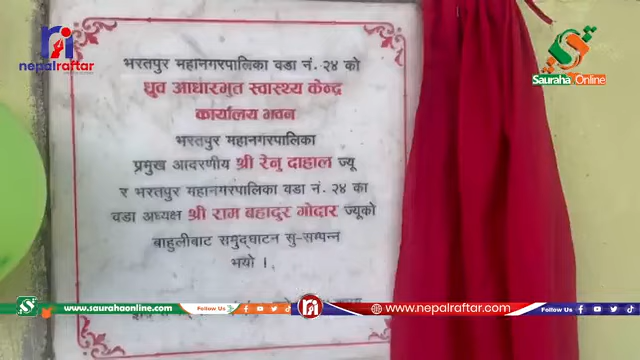 nepalraftar
Sauraha Online
भरतपुर महानगरपालिका वडा नं. २४ को
ध्रुव आधारभुत स्वास्थ्य केन्द्र
कार्यालय भवन
भरतपुर महानगरपालिका
प्रमुख आदरणीय श्री रेनु दाहाल ज्यू
र भरतपुर महानगरपालिका वडा नं. २४ का
वडा अध्यक्ष श्री राम बहादुर गोदार ज्यूको
बाहुलीबाट समुद्घाटन सु-सम्पन्न
भयो ।
www.saurahaonline.com Follow Us www.nepalraftar.com Follow Us